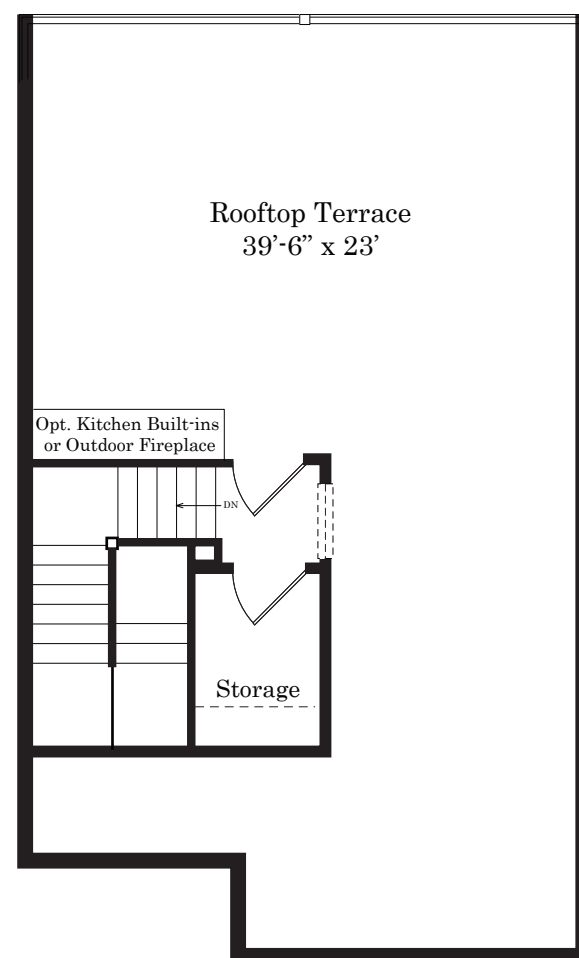 Rooftop Terrace
39’-6” x 23’
Opt. Kitchen Built-ins
or Outdoor Fireplace
DN
Storage